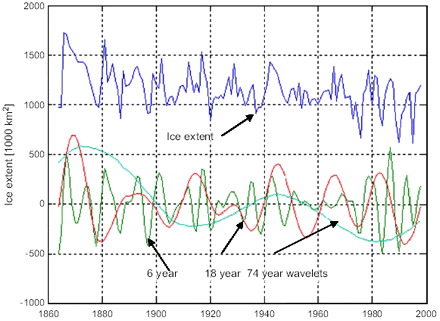 2000
1500
1000
500
0
-500
-1000
Ice extent [1000 km²]
Ice extent
6 year
18 year
74 year wavelets
1860 1880 1900 1920 1940 1960 1980 2000